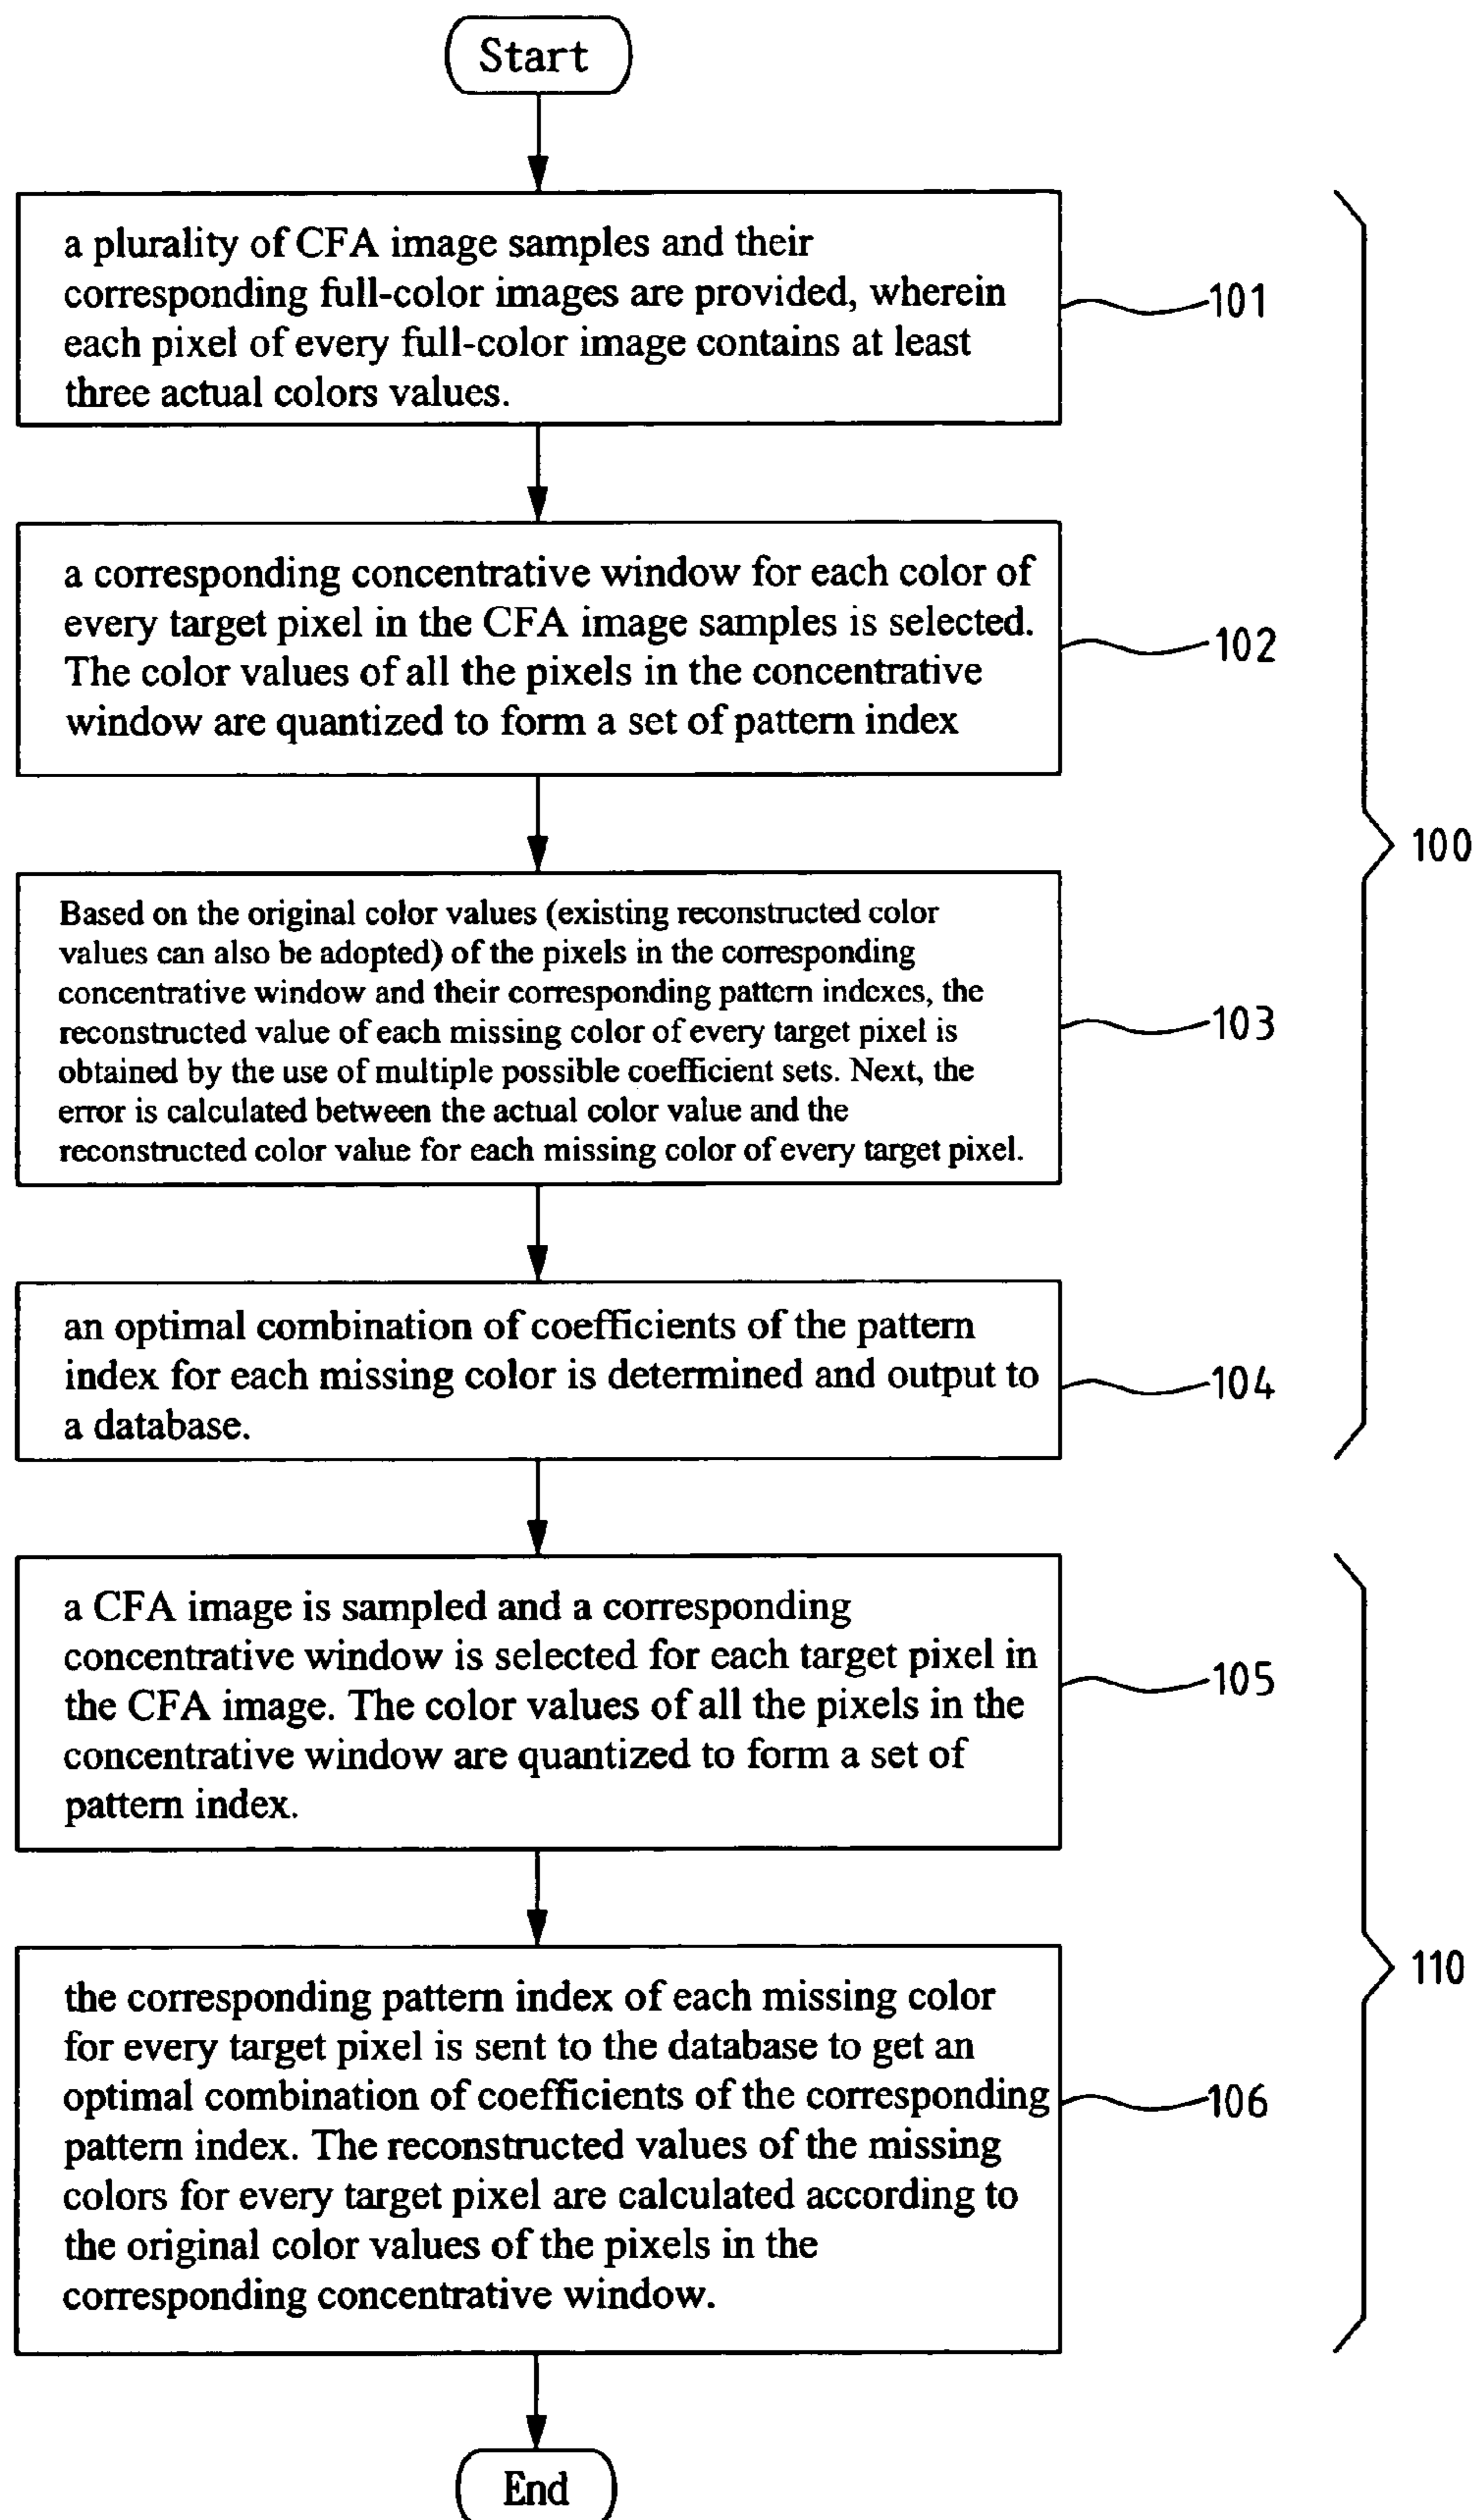 Start
a plurality of CFA image samples and their
corresponding full-color images are provided, wherein
each pixel of every full-color image contains at least
three actual colors values.
101
a corresponding concentrative window for each color of
every target pixel in the CFA image samples is selected.
The color values of all the pixels in the concentrative
window are quantized to form a set of pattern index
102
100
Based on the original color values (existing reconstructed color
values can also be adopted) of the pixels in the corresponding
concentrative window and their corresponding pattern indexes, the
reconstructed value of each missing color of every target pixel is
obtained by the use of multiple possible coefficient sets. Next, the
error is calculated between the actual color value and the
reconstructed color value for each missing color of every target pixel.
103
an optimal combination of coefficients of the pattern
index for each missing color is determined and output to
a database.
104
a CFA image is sampled and a corresponding
concentrative window is selected for each target pixel in
the CFA image. The color values of all the pixels in the
concentrative window are quantized to form a set of
pattern index.
105
110
the corresponding pattern index of each missing color
for every target pixel is sent to the database to get an
optimal combination of coefficients of the corresponding
pattern index. The reconstructed values of the missing
colors for every target pixel are calculated according to
the original color values of the pixels in the
corresponding concentrative window.
106
End